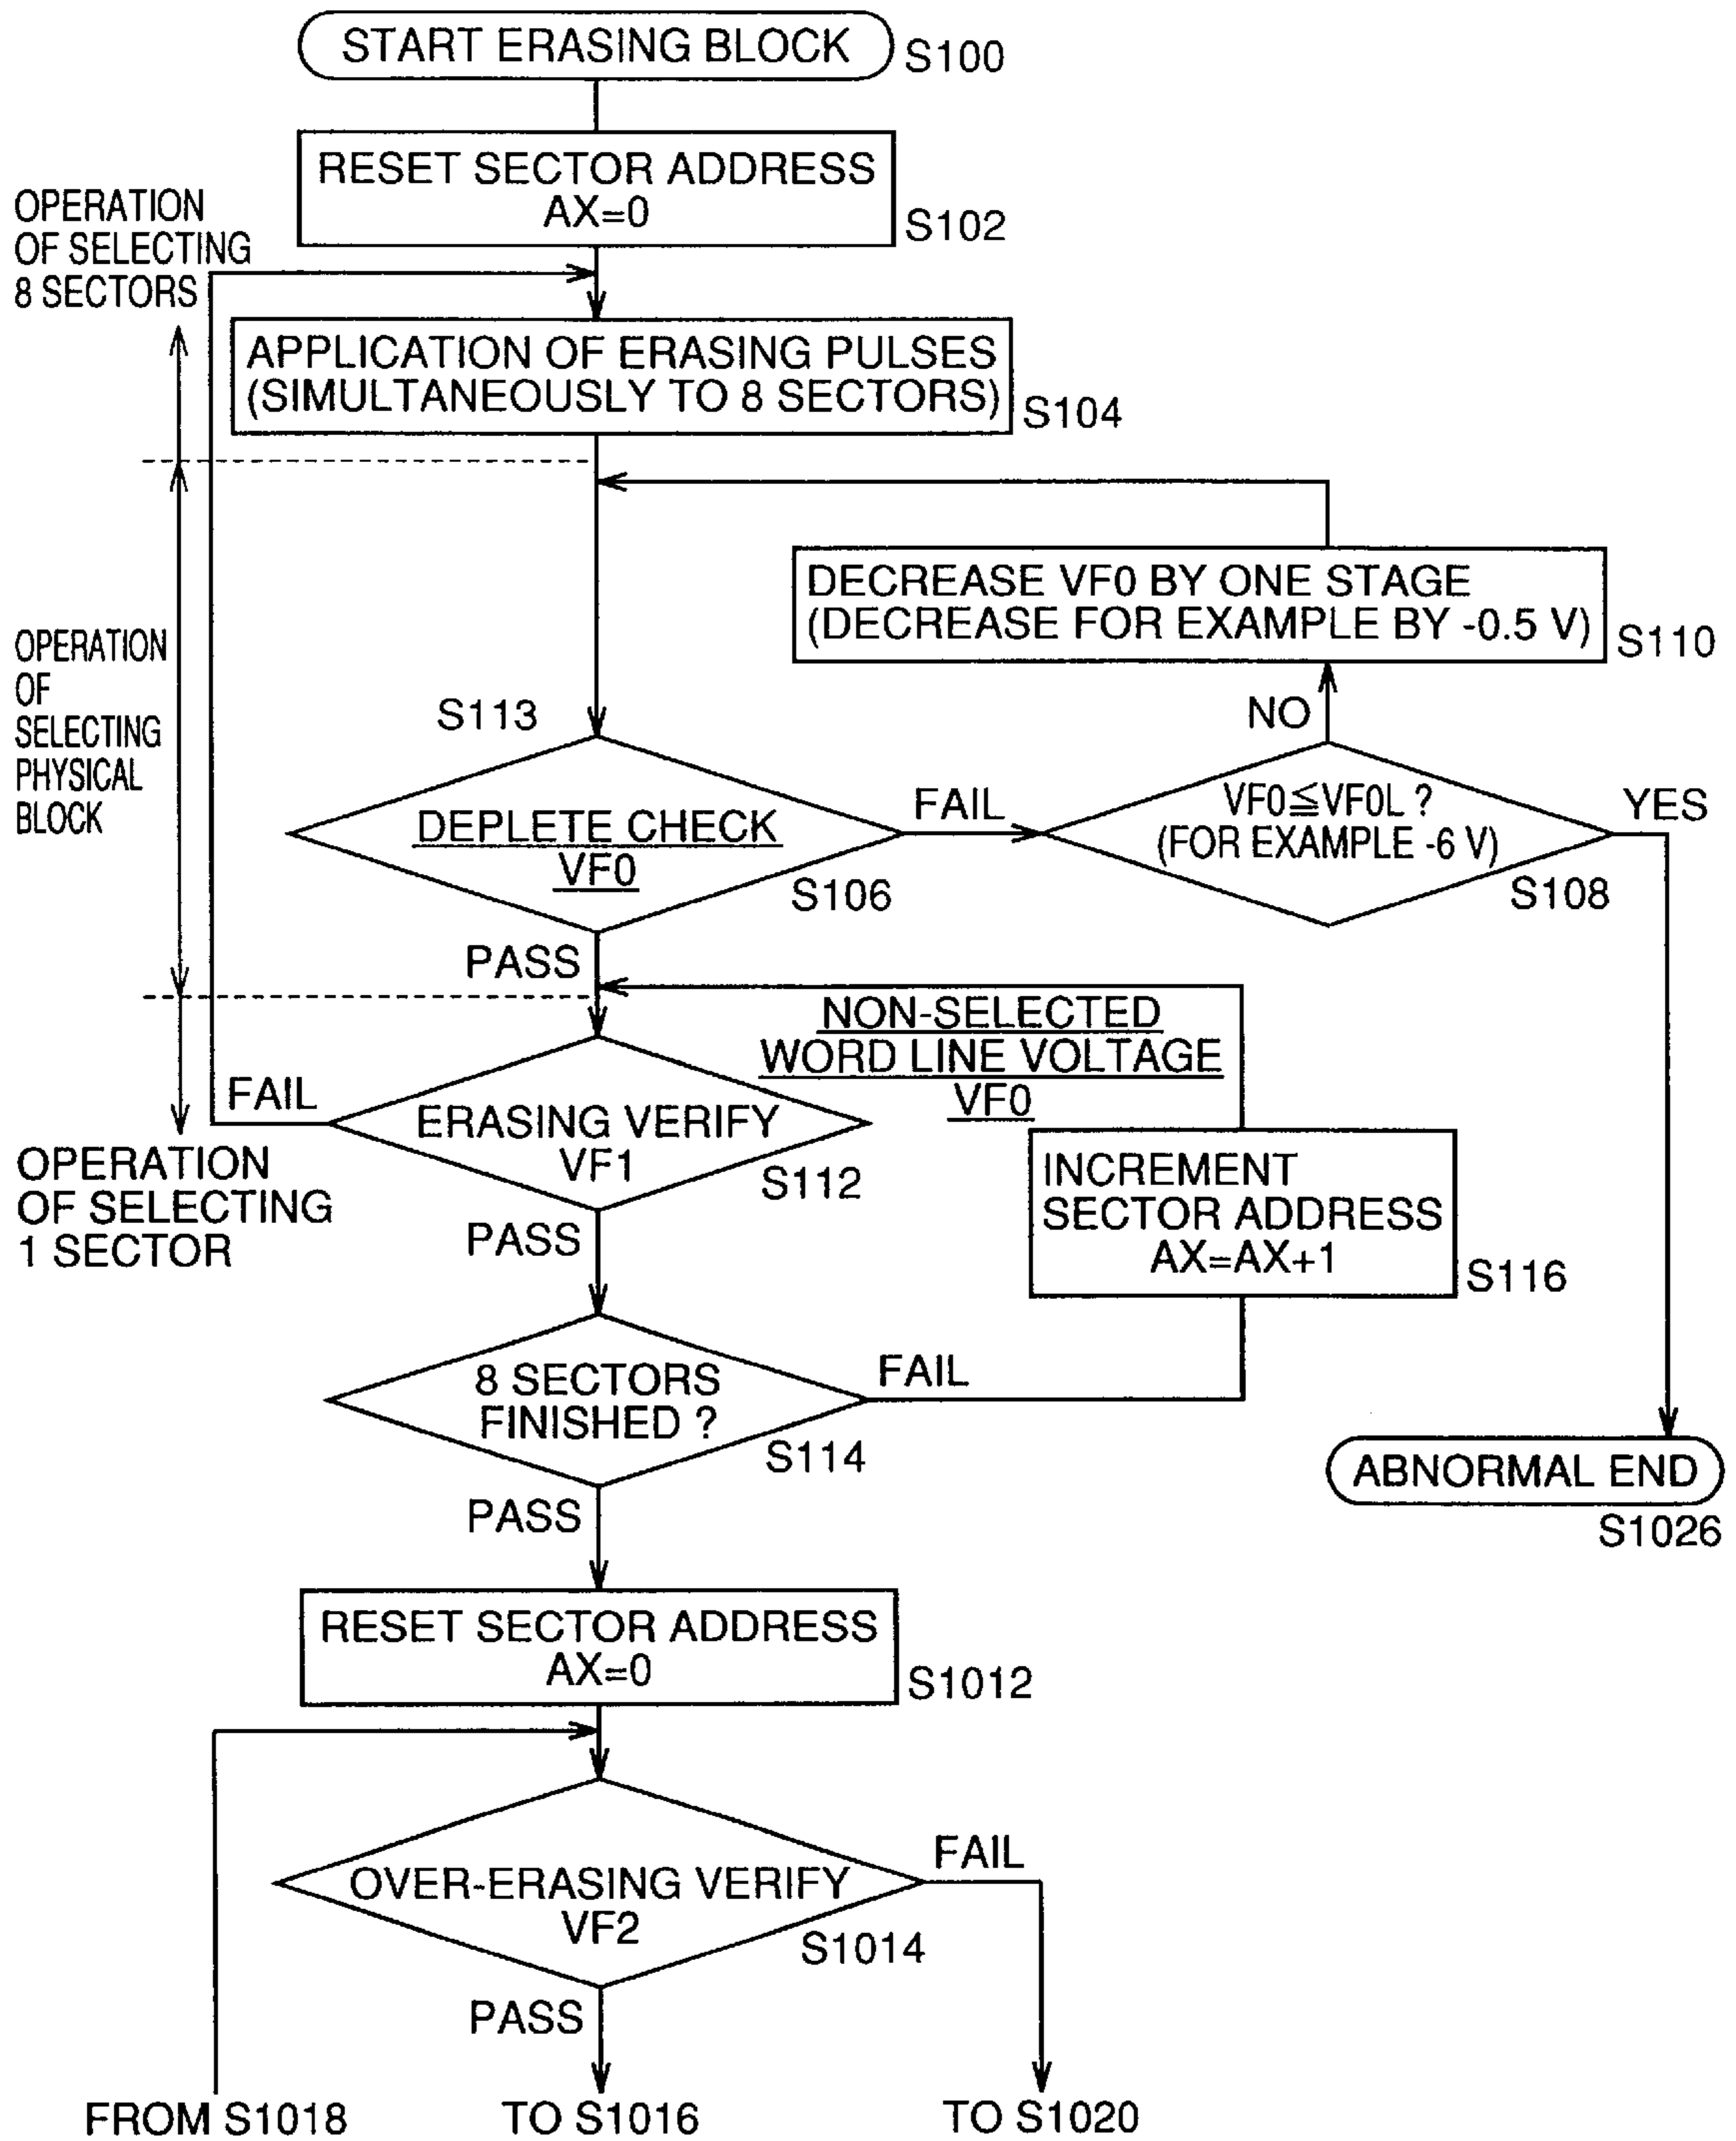 START ERASING BLOCK
S100
RESET SECTOR ADDRESS
AX=0
S102
OPERATION
OF SELECTING
8 SECTORS
APPLICATION OF ERASING PULSES
(SIMULTANEOUSLY TO 8 SECTORS)
S104
DECREASE VF0 BY ONE STAGE
(DECREASE FOR EXAMPLE BY -0.5 V)
S110
OPERATION
OF
SELECTING
PHYSICAL
BLOCK
S113
NO
DEPLETE CHECK
VF0
S106
FAIL
VF0≦VF0L ?
(FOR EXAMPLE -6 V)
S108
YES
PASS
NON-SELECTED
WORD LINE VOLTAGE
VF0
FAIL
ERASING VERIFY
VF1
S112
OPERATION
OF SELECTING
1 SECTOR
INCREMENT
SECTOR ADDRESS
AX=AX+1
S116
PASS
8 SECTORS
FINISHED ?
S114
FAIL
ABNORMAL END
S1026
PASS
RESET SECTOR ADDRESS
AX=0
S1012
OVER-ERASING VERIFY
VF2
S1014
FAIL
PASS
FROM S1018
TO S1016
TO S1020